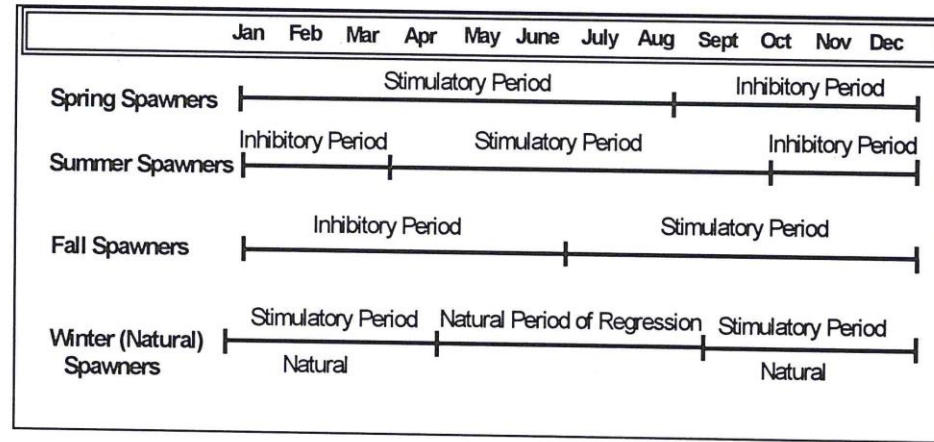 Jan Feb Mar Apr May June July Aug Sept Oct Nov Dec
Stimulatory Period Inhibitory Period
Spring Spawners
Inhibitory Period Stimulatory Period Inhibitory Period
Summer Spawners
Inhibitory Period Stimulatory Period
Fall Spawners
Stimulatory Period Natural Period of Regression Stimulatory Period
Winter (Natural)
Spawners Natural Natural